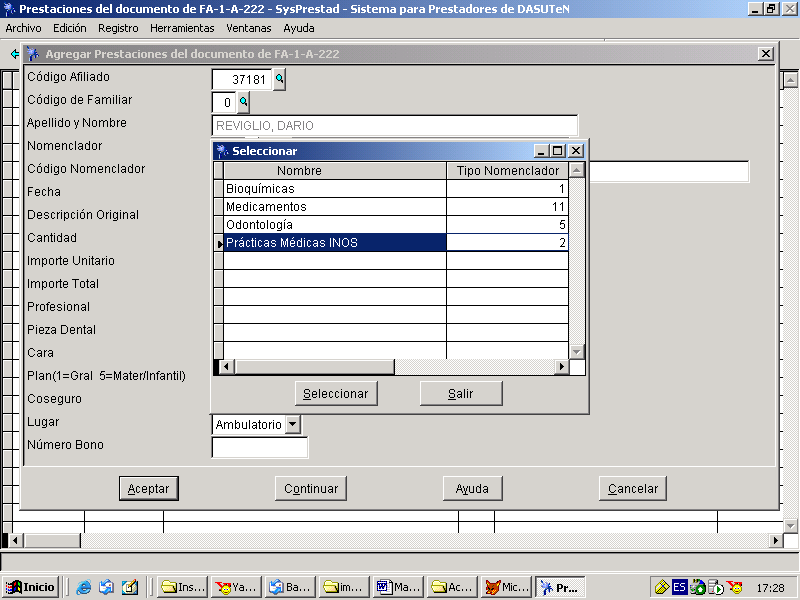 Prestaciones del documento de FA-1-A-222 - SysPrestad - Sistema para Prestadores de DASUTeN
Archivo Edición Registro Herramientas Ventanas Ayuda
Agregar Prestaciones del documento de FA-1-A-222
Código Afiliado 37181
Código de Familiar 0
Apellido y Nombre REVIGLIO, DARIO
Nomenclador
Código Nomenclador
Fecha
Descripción Original
Cantidad
Importe Unitario
Importe Total
Profesional
Pieza Dental
Cara
Plan(1=Gral 5=Mater/Infantil)
Coseguro
Lugar Ambulatorio
Número Bono
Seleccionar
Nombre Tipo Nomenclador
Bioquímicas 1
Medicamentos 11
Odontología 5
Prácticas Médicas INOS 2
Seleccionar Salir
Aceptar Continuar Ayuda Cancelar
Inicio Ins... Ya... Ba... im... Ma... Ac... Mic... Pr... ES 17:28